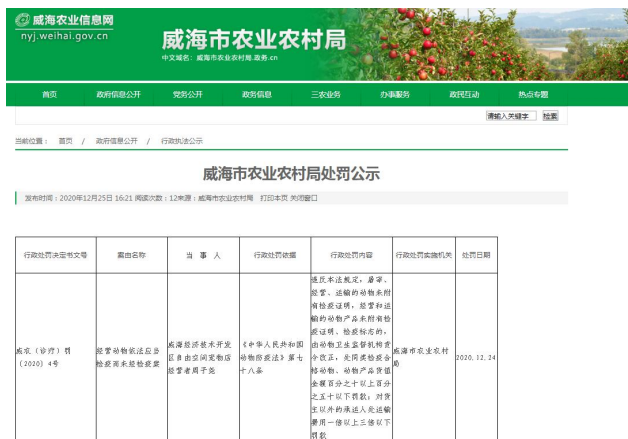 威海农业信息网
nyj.weihai.gov.cn
威海市农业农村局
中文域名：威海市农业农村局.政务.cn
首页 政府信息公开 党务公开 政务信息 三农业务 办事服务 政民互动 热点专题
请输入关键字 检索
当前位置： 首页 / 政府信息公开 / 行政执法公示
威海市农业农村局处罚公示
发布时间：2020年12月25日 16:21 阅读次数：12来源：威海市农业农村局 打印本页 关闭窗口
行政处罚决定书文号 案由名称 当 事 人 行政处罚依据 行政处罚内容 行政处罚实施机关 处罚日期
威农（诊疗）罚
（2020）4号
经营动物依法应当
检疫而未经检疫案
威海经济技术开发
区自由空间宠物店
经营者周子尧
《中华人民共和国
动物防疫法》第七
十八条
违反本法规定，屠宰、
经营、运输的动物未附
有检疫证明，经营和运
输的动物产品未附有检
疫证明、检疫标志的，
由动物卫生监督机构责
令改正，处同类检疫合
格动物、动物产品货值
金额百分之十以上百分
之五十以下罚款；对货
主以外的承运人处运输
费用一倍以上三倍以下
罚款
威海市农业农村
局
2020.12.24